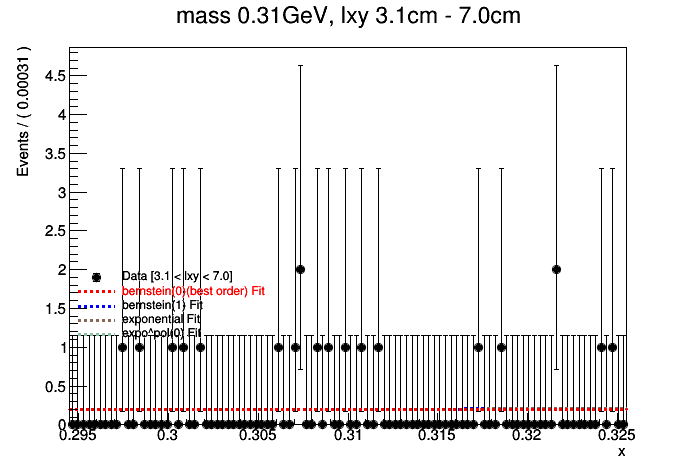 mass 0.31GeV, lxy 3.1cm - 7.0cm
Events / ( 0.00031 )
4.5
4
3.5
3
2.5
2
1.5
1
0.5
0
Data [3.1 < lxy < 7.0]
bernstein{0}(best order) Fit
bernstein{1} Fit
exponential Fit
expo^pol(0) Fit
0.295 0.3 0.305 0.31 0.315 0.32 0.325
x